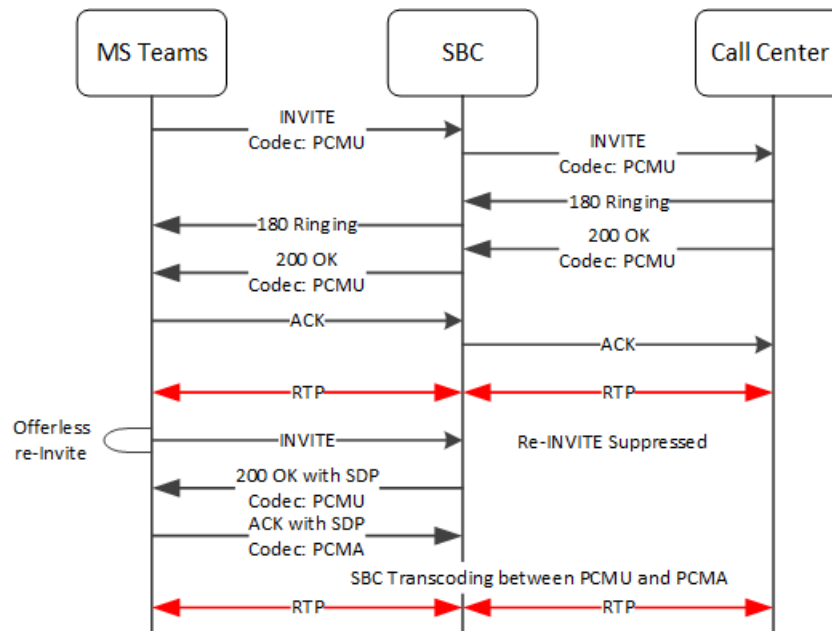 MS Teams
SBC
Call Center
INVITE
Codec: PCMU
INVITE
Codec: PCMU
180 Ringing
180 Ringing
200 OK
Codec: PCMU
200 OK
Codec: PCMU
ACK
ACK
RTP
RTP
Offerless
re-Invite
INVITE
Re-INVITE Suppressed
200 OK with SDP
Codec: PCMU
ACK with SDP
Codec: PCMA
SBC Transcoding between PCMU and PCMA
RTP
RTP